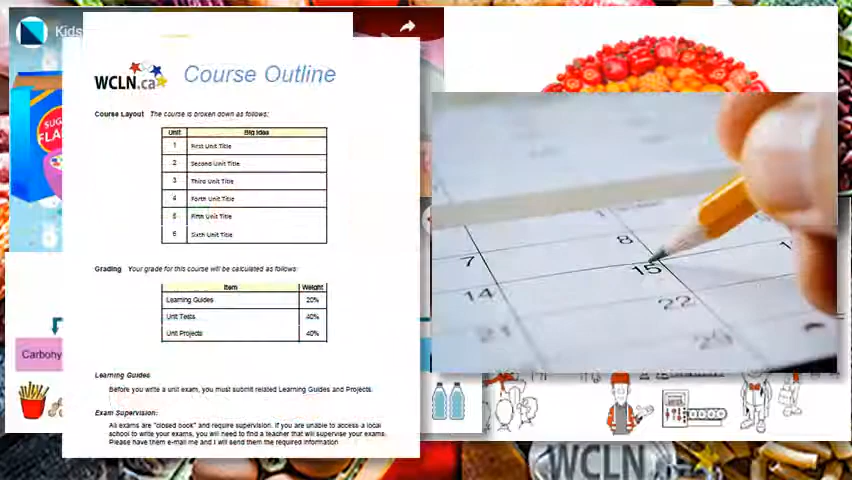 Kids
WCLN.ca
Course Outline
Course Layout The course is broken down as follows:
Unit Big Idea
1 First Unit Title
2 Second Unit Title
3 Third Unit Title
4 Forth Unit Title
5 Fifth Unit Title
6 Sixth Unit Title
Grading Your grade for this course will be calculated as follows:
Item Weight
Learning Guides 20%
Unit Tests 40%
Unit Projects 40%
Learning Guides
Before you write a unit exam, you must submit related Learning Guides and Projects.
Exam Supervision:
All exams are "closed book" and require supervision. If you are unable to access a local
school to write your exams, you will need to find a teacher that will supervise your exams.
Please have them e-mail me and I will send them the required information
Carbohy
SUG
FLA
1
8
7
15
14
22
21
WCLN